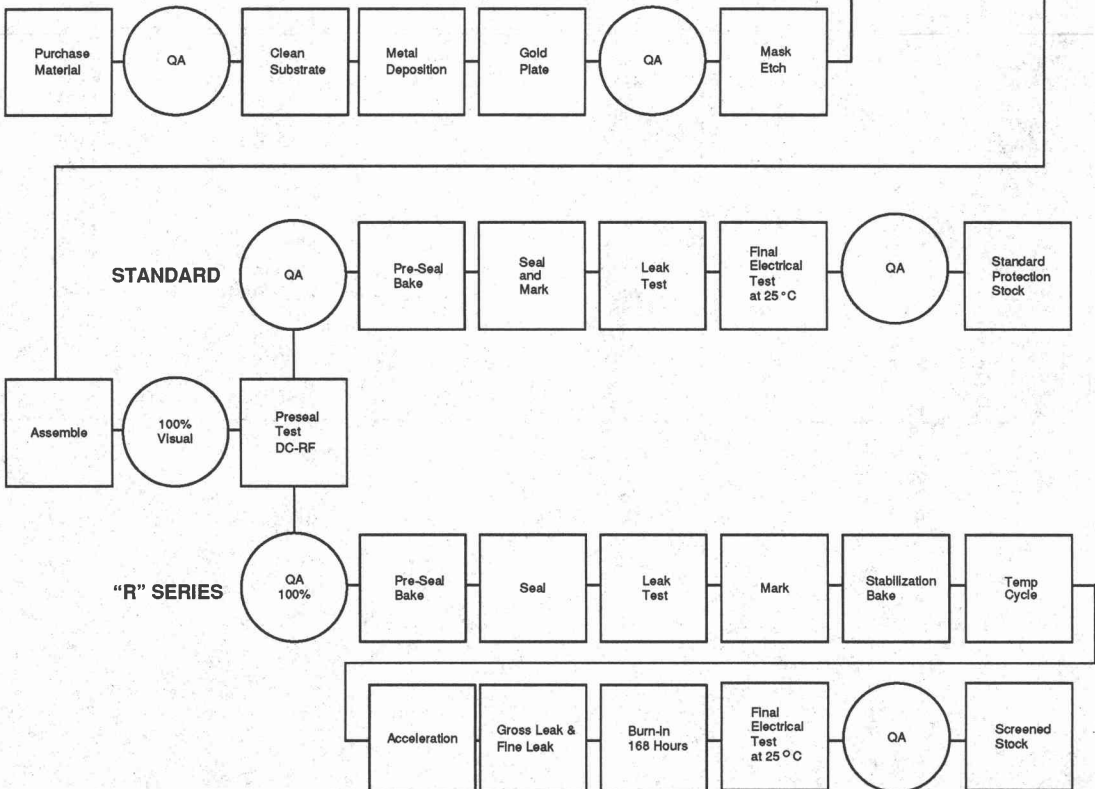 Purchase
Material
QA
Clean
Substrate
Metal
Deposition
Gold
Plate
QA
Mask
Etch
STANDARD
QA
Pre-Seal
Bake
Seal
and
Mark
Leak
Test
Final
Electrical
Test
at 25 °C
QA
Standard
Protection
Stock
Assemble
100%
Visual
Preseal
Test
DC-RF
“R” SERIES
QA
100%
Pre-Seal
Bake
Seal
Leak
Test
Mark
Stabilization
Bake
Temp
Cycle
Acceleration
Gross Leak &
Fine Leak
Burn-In
168 Hours
Final
Electrical
Test
at 25 °C
QA
Screened
Stock